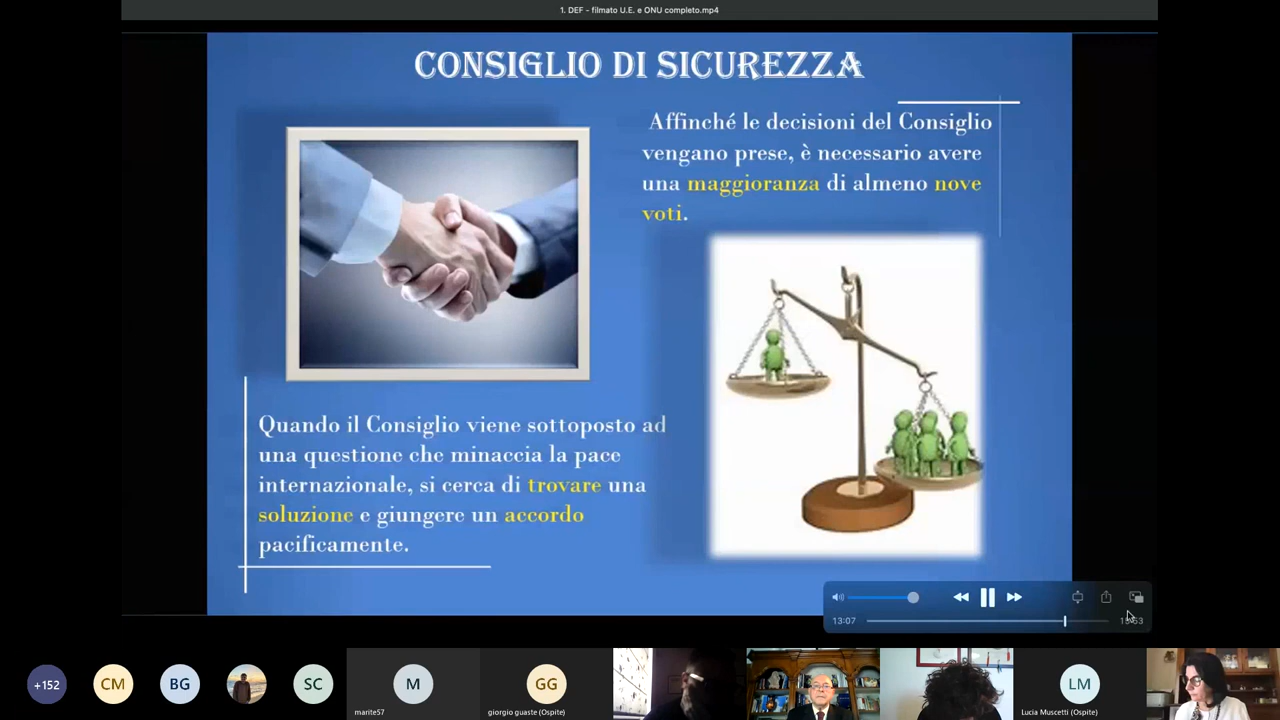 1. DEF - filmato U.E. e ONU completo.mp4
CONSIGLIO DI SICUREZZA
Affinché le decisioni del Consiglio
vengano prese, è necessario avere
una maggioranza di almeno nove
voti.
Quando il Consiglio viene sottoposto ad
una questione che minaccia la pace
internazionale, si cerca di trovare una
soluzione e giungere un accordo
pacificamente.
13:07
+152
CM
BG
SC
M
marite57
GG
giorgio guaste (Ospite)
LM
Lucia Muscetti (Ospite)